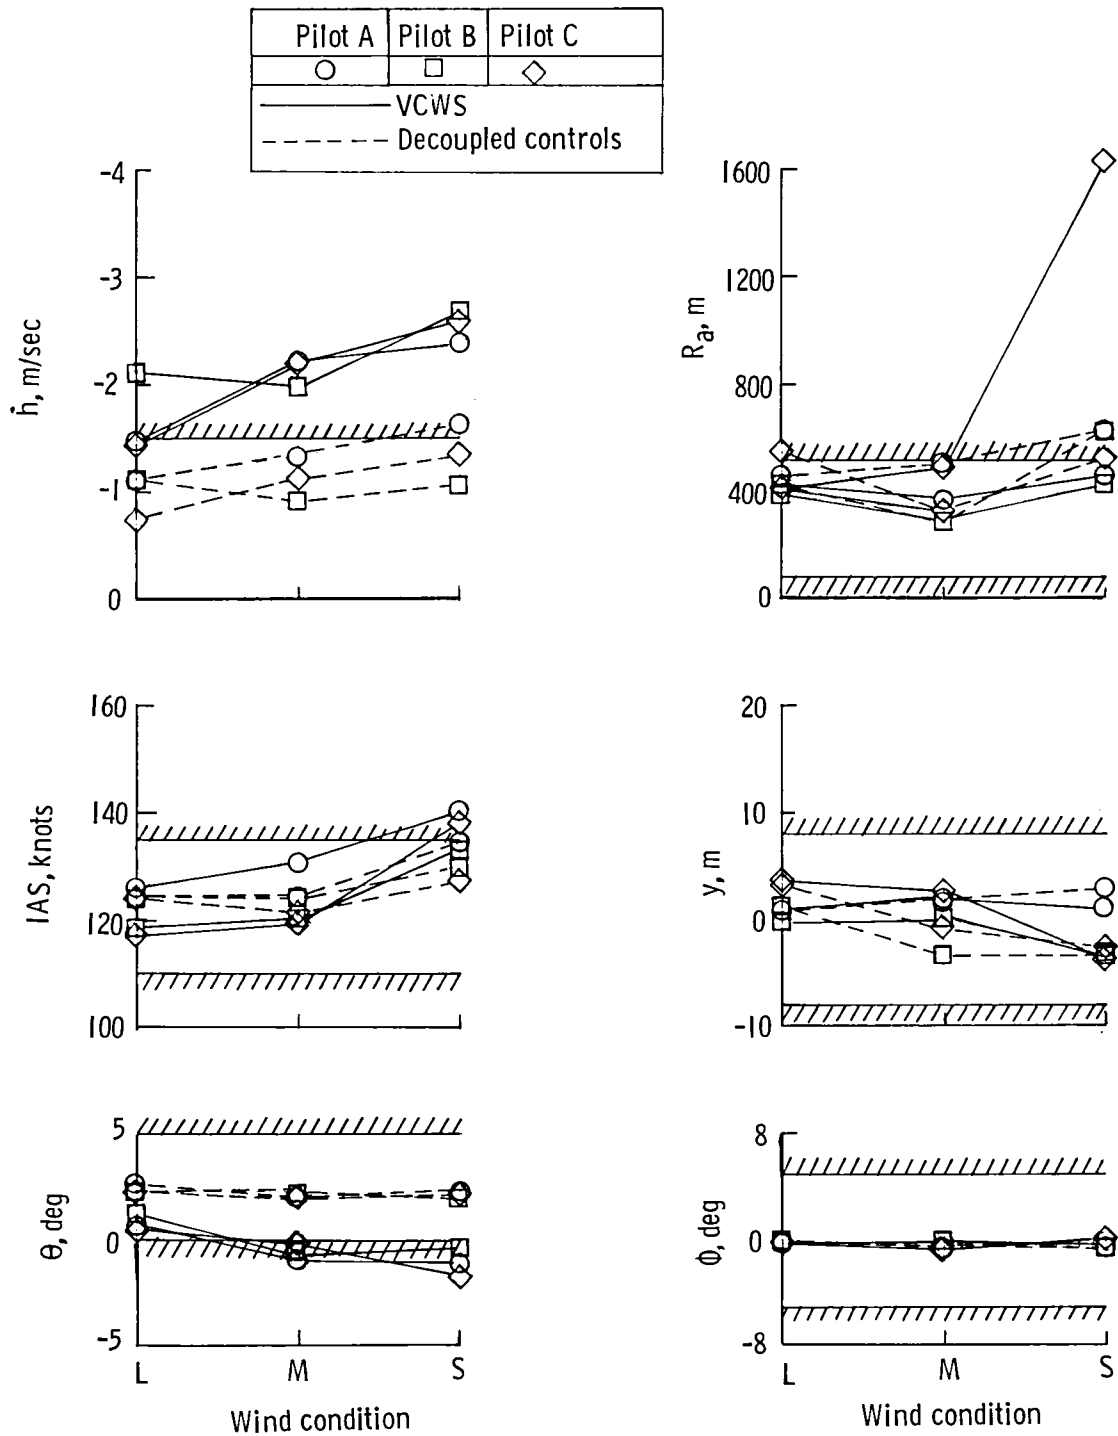 Pilot A Pilot B Pilot C
VCWS
Decoupled controls
-4
-3
-2
-1
0
ḣ, m/sec
1600
1200
800
400
0
Ra, m
160
140
120
100
IAS, knots
20
10
0
-10
y, m
5
0
-5
θ, deg
L M S
Wind condition
8
0
-8
Φ, deg
L M S
Wind condition